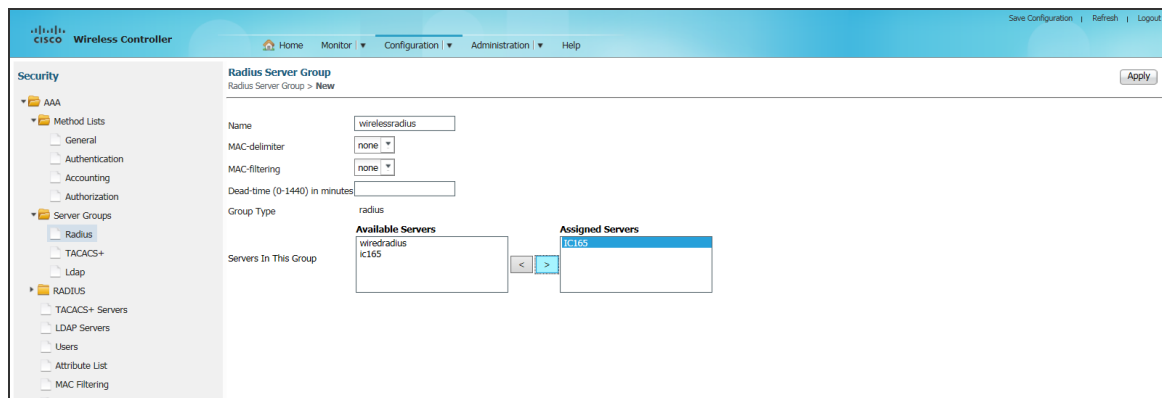 Save Configuration | Refresh | Logout
CISCO Wireless Controller
Home Monitor | Configuration | Administration | Help
Security
AAA
Method Lists
General
Authentication
Accounting
Authorization
Server Groups
Radius
TACACS+
Ldap
RADIUS
TACACS+ Servers
LDAP Servers
Users
Attribute List
MAC Filtering
Radius Server Group
Radius Server Group > New
Apply
Name wirelessradius
MAC-delimiter none
MAC-filtering none
Dead-time (0-1440) in minutes
Group Type radius
Available Servers Assigned Servers
Servers In This Group
wiredradius
ic165
< >
IC165